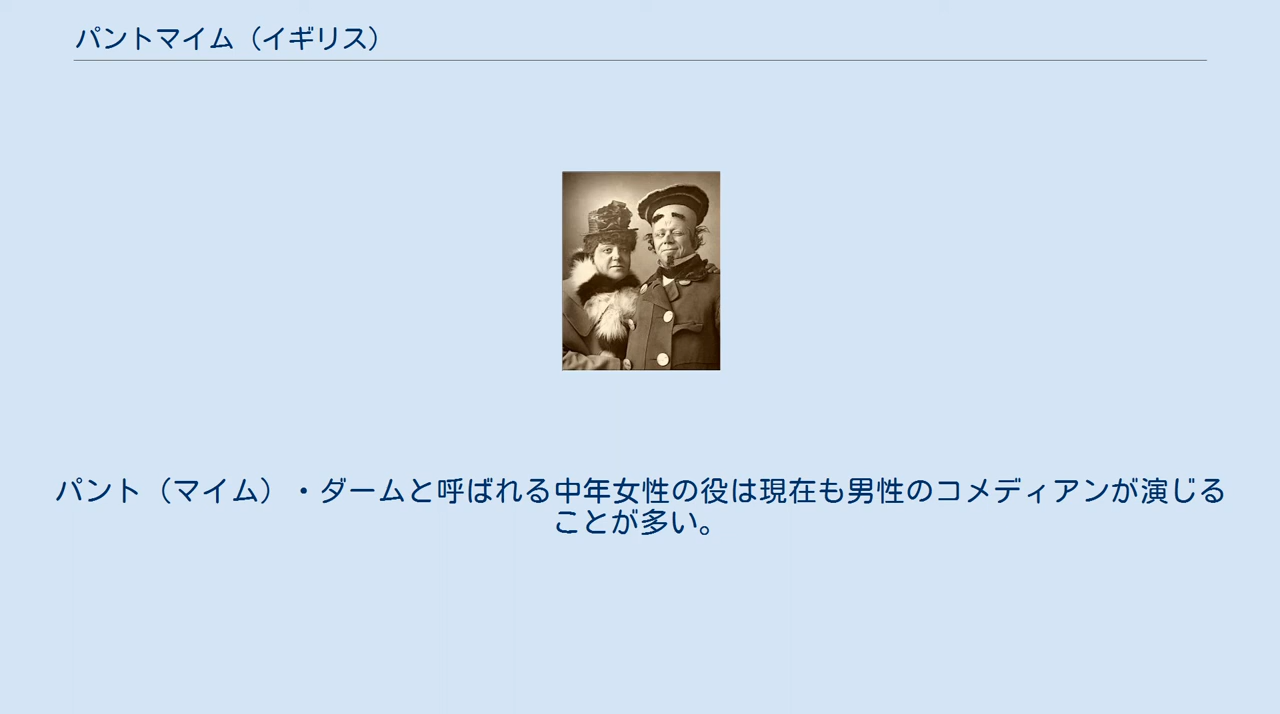 パントマイム（イギリス）
パント（マイム）・ダームと呼ばれる中年女性の役は現在も男性のコメディアンが演じる
ことが多い。